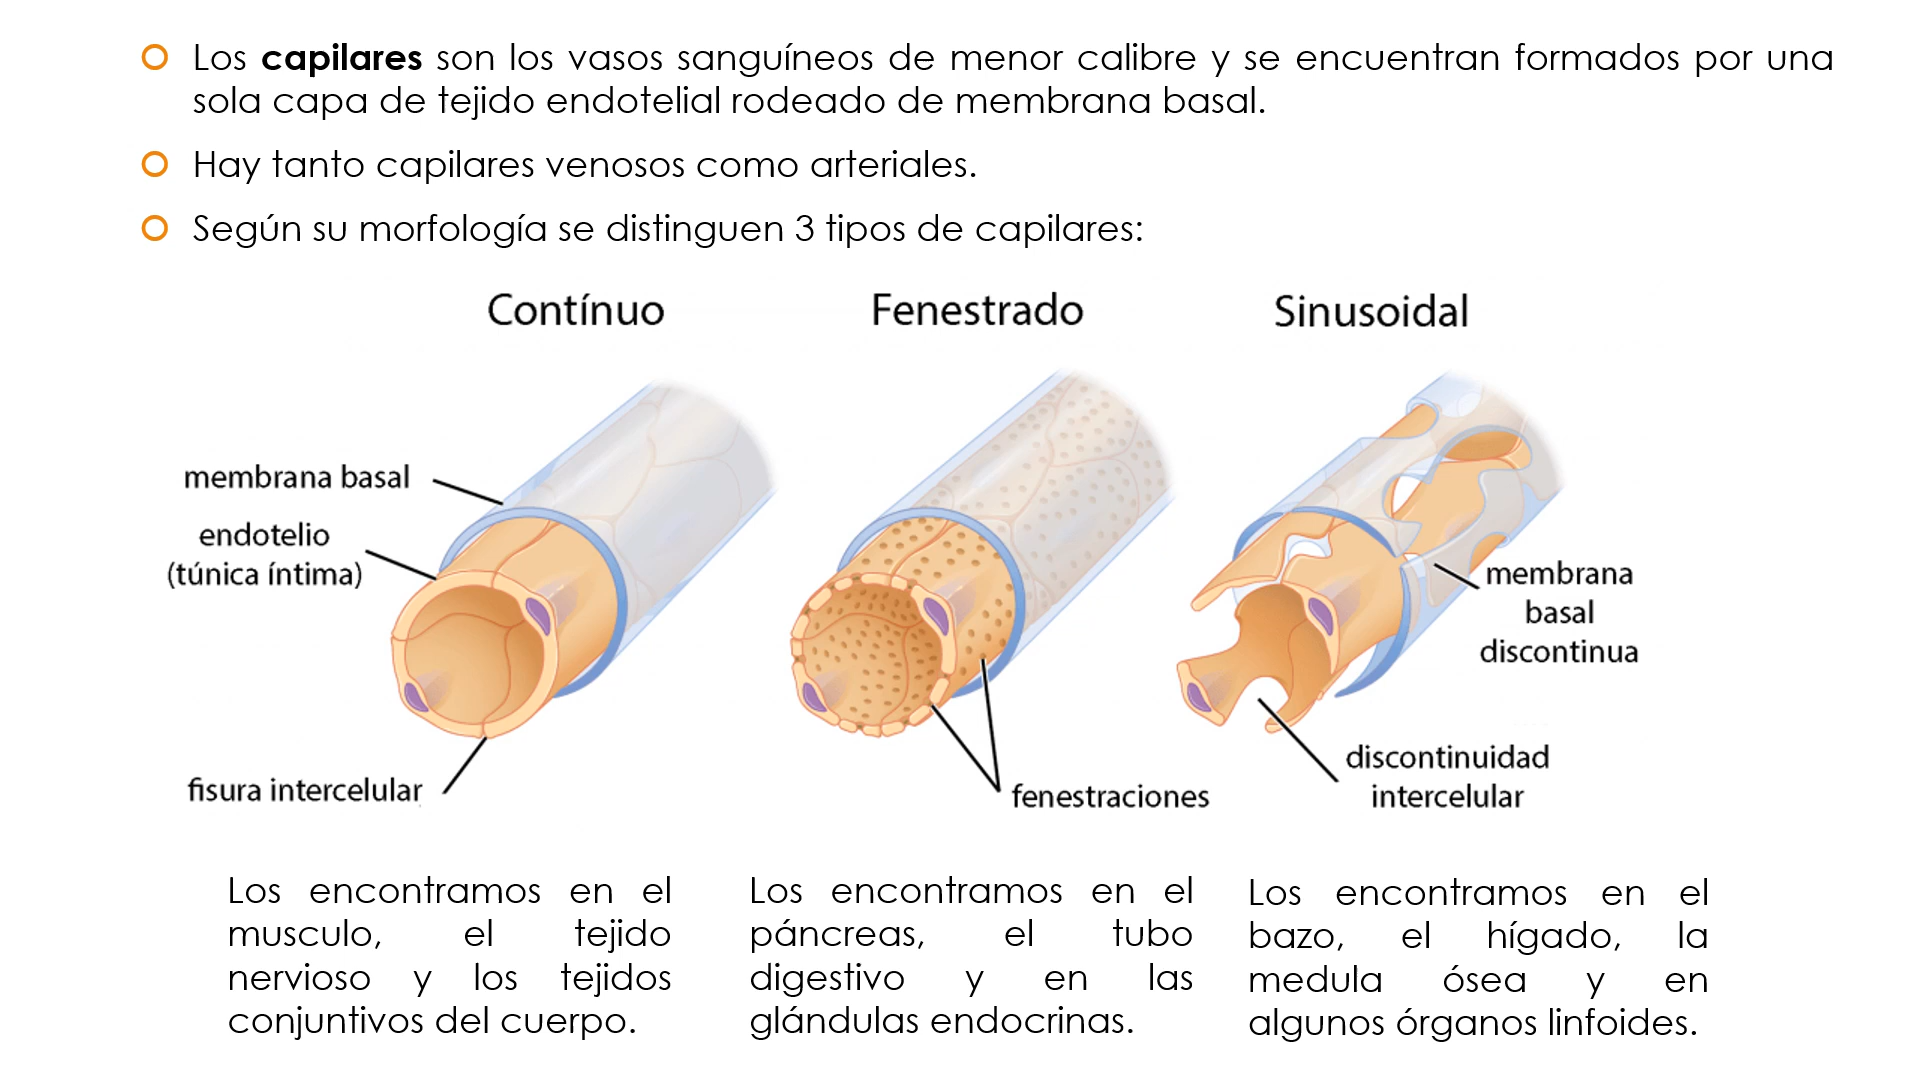 Los capilares son los vasos sanguíneos de menor calibre y se encuentran formados por una
sola capa de tejido endotelial rodeado de membrana basal.
Hay tanto capilares venosos como arteriales.
Según su morfología se distinguen 3 tipos de capilares:
Contínuo
Fenestrado
Sinusoidal
membrana basal
endotelio
(túnica íntima)
fisura intercelular
fenestraciones
membrana
basal
discontinua
discontinuidad
intercelular
Los encontramos en el
musculo, el tejido
nervioso y los tejidos
conjuntivos del cuerpo.
Los encontramos en el
páncreas, el tubo
digestivo y en las
glándulas endocrinas.
Los encontramos en el
bazo, el hígado, la
medula ósea y en
algunos órganos linfoides.